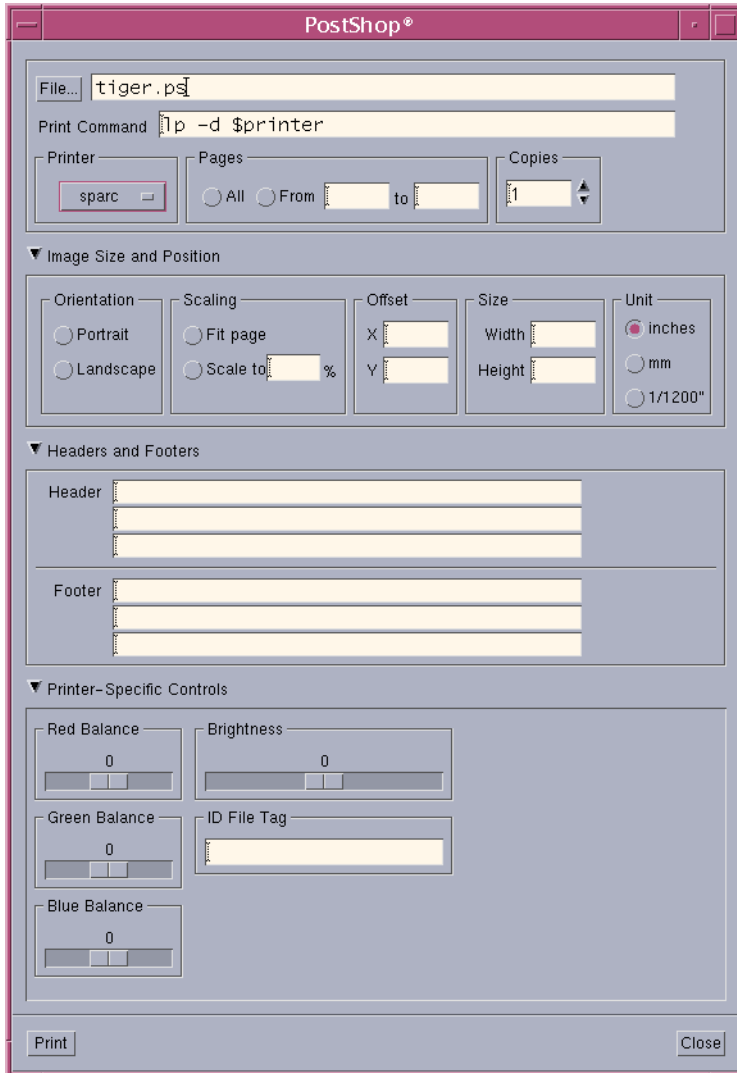 PostShop®
File... tiger.ps
Print Command lp -d $printer
Printer Pages Copies
sparc All From to 1
Image Size and Position
Orientation Scaling Offset Size Unit
Portrait Fit page X Width inches
Landscape Scale to % Y Height mm
1/1200"
Headers and Footers
Header
Footer
Printer-Specific Controls
Red Balance Brightness
0 0
Green Balance ID File Tag
0
Blue Balance
0
Print Close